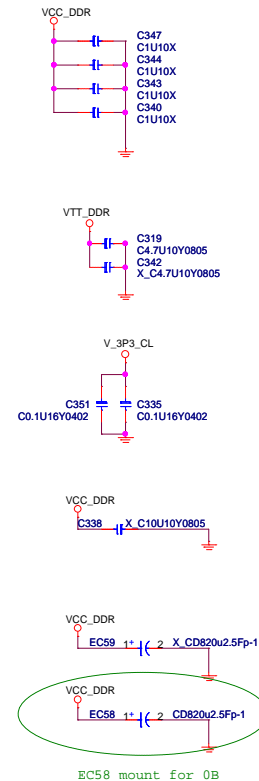 VCC_DDR
C347
C1U10X
C344
C1U10X
C343
C1U10X
C340
C1U10X
VTT_DDR
C319
C4.7U10Y0805
C342
X_C4.7U10Y0805
V_3P3_CL
C351 C335
C0.1U16Y0402 C0.1U16Y0402
VCC_DDR
C338 X_C10U10Y0805
VCC_DDR
EC59 1+ 2 X_CD820u2.5Fp-1
VCC_DDR
EC58 1+ 2 CD820u2.5Fp-1
EC58 mount for 0B